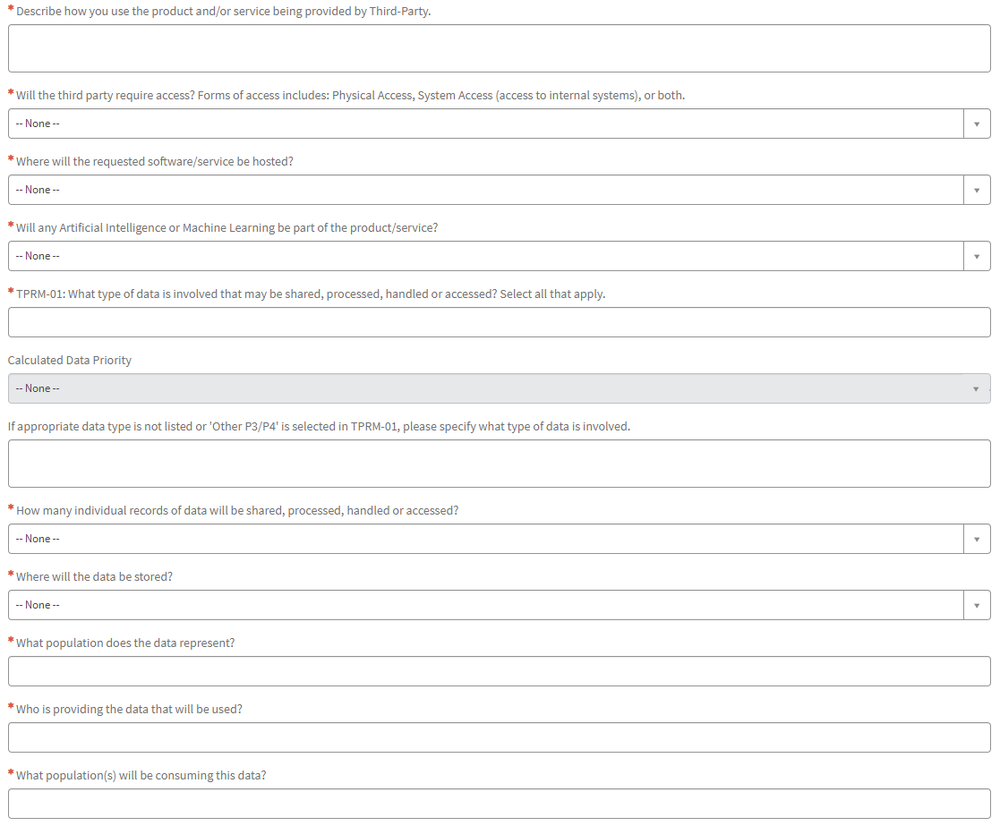 * Describe how you use the product and/or service being provided by Third-Party.
* Will the third party require access? Forms of access includes: Physical Access, System Access (access to internal systems), or both.
-- None --
* Where will the requested software/service be hosted?
-- None --
* Will any Artificial Intelligence or Machine Learning be part of the product/service?
-- None --
* TPRM-01: What type of data is involved that may be shared, processed, handled or accessed? Select all that apply.
Calculated Data Priority
-- None --
If appropriate data type is not listed or 'Other P3/P4' is selected in TPRM-01, please specify what type of data is involved.
* How many individual records of data will be shared, processed, handled or accessed?
-- None --
* Where will the data be stored?
-- None --
* What population does the data represent?
* Who is providing the data that will be used?
* What population(s) will be consuming this data?